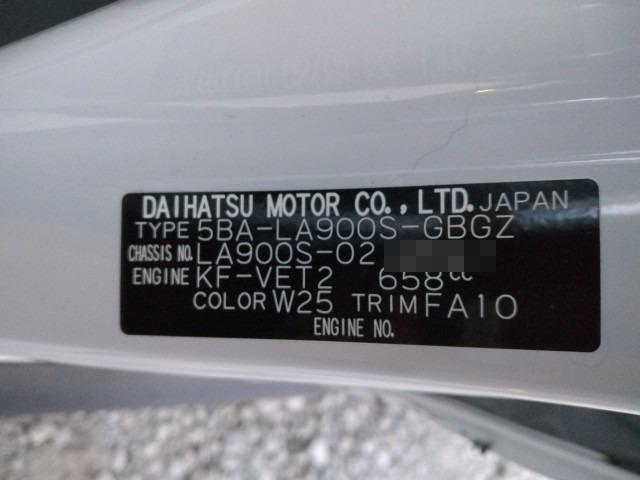 DAIHATSU MOTOR CO., LTD. JAPAN
TYPE 5BA-LA900S-GBGZ
CHASSIS NO. LA900S-02
ENGINE KF-VET2 658cc
COLOR W25 TRIM FA10
ENGINE NO.